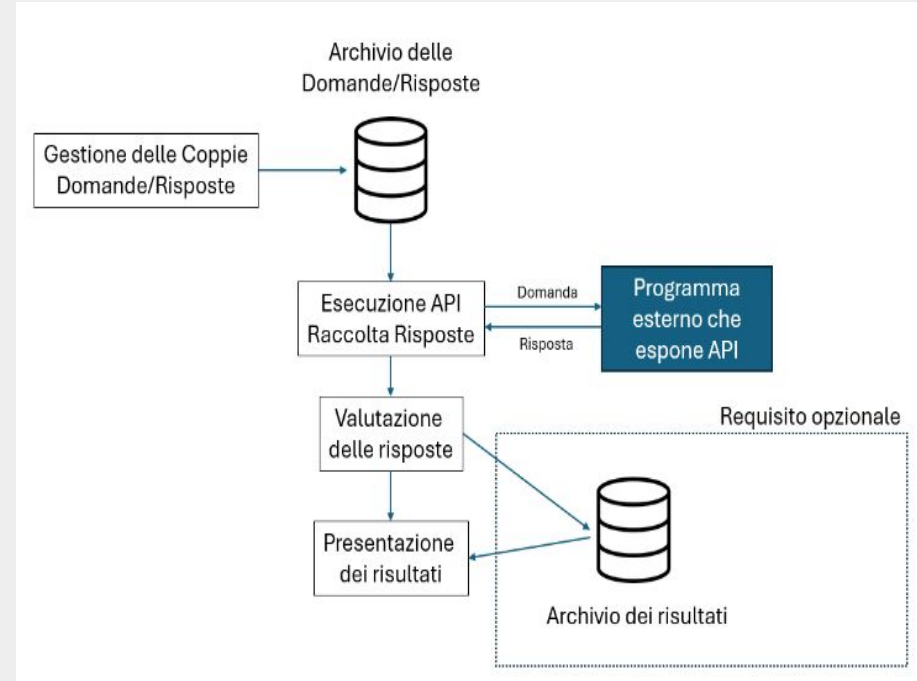 Archivio delle
Domande/Risposte
Gestione delle Coppie
Domande/Risposte
Esecuzione API
Raccolta Risposte
Domanda
Risposta
Programma
esterno che
espone API
Valutazione
delle risposte
Requisito opzionale
Presentazione
dei risultati
Archivio dei risultati